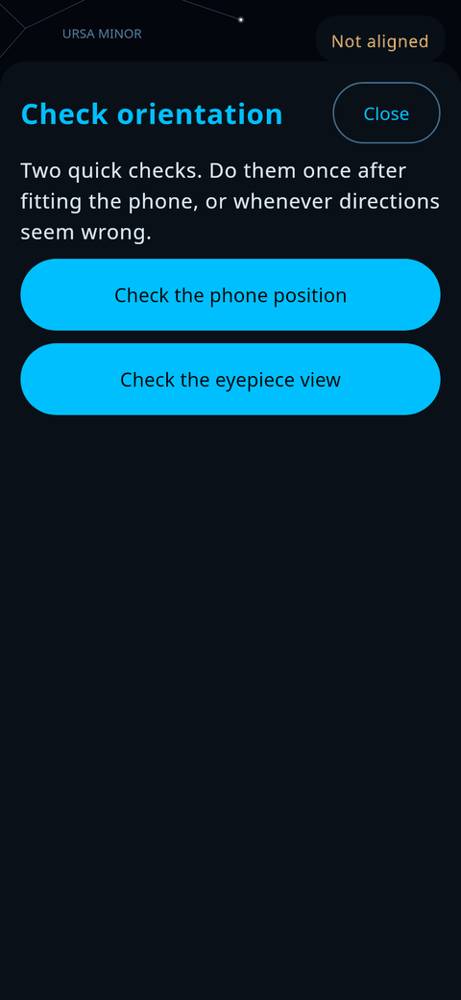 URSA MINOR
Not aligned
Check orientation
Close
Two quick checks. Do them once after
fitting the phone, or whenever directions
seem wrong.
Check the phone position
Check the eyepiece view